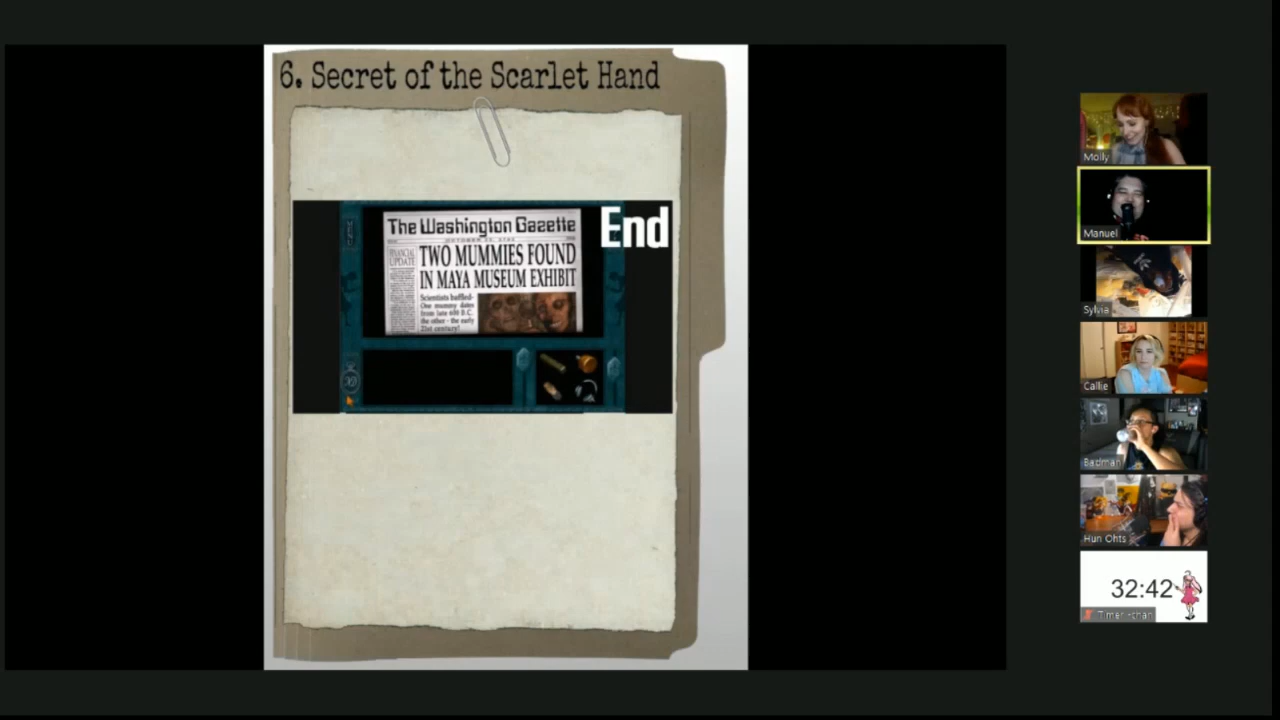 6. Secret of the Scarlet Hand
End
The Washington Gazette
FINANCIAL
UPDATE
TWO MUMMIES FOUND
IN MAYA MUSEUM EXHIBIT
Scientists baffled-
One mummy dates
from late 600 B.C.
the other - the early
21st century!
Molly
Manuel
Sylvia
Callie
Badman
Hun Ohts
32:42
Timer -chan